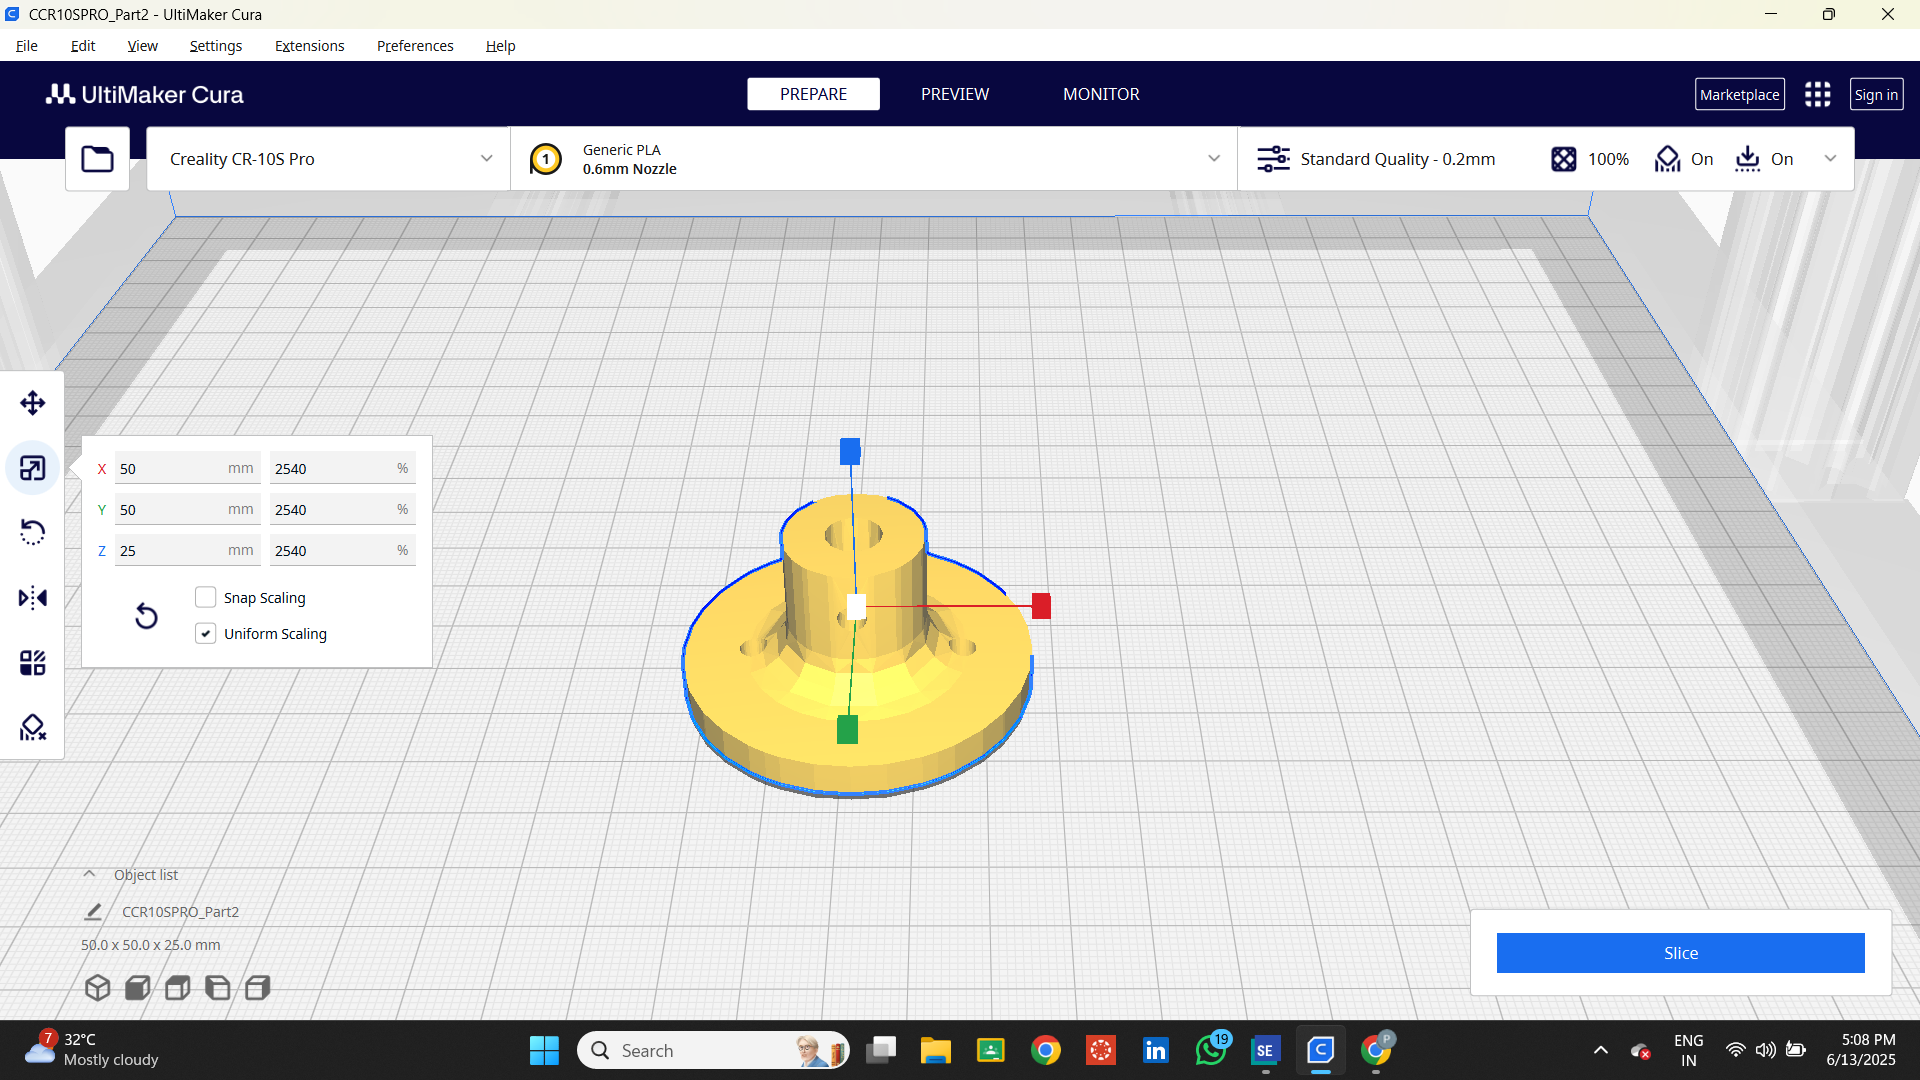 CCR10SPRO_Part2 - UltiMaker Cura
File Edit View Settings Extensions Preferences Help
UltiMaker Cura
PREPARE PREVIEW MONITOR
Marketplace Sign in
Creality CR-10S Pro
1
Generic PLA
0.6mm Nozzle
Standard Quality - 0.2mm
100% On On
X 50 mm 2540 %
Y 50 mm 2540 %
Z 25 mm 2540 %
Snap Scaling
Uniform Scaling
Object list
CCR10SPRO_Part2
50.0 x 50.0 x 25.0 mm
Slice
7
32°C
Mostly cloudy
Search
19
SE
C
P
ENG
IN
5:08 PM
6/13/2025